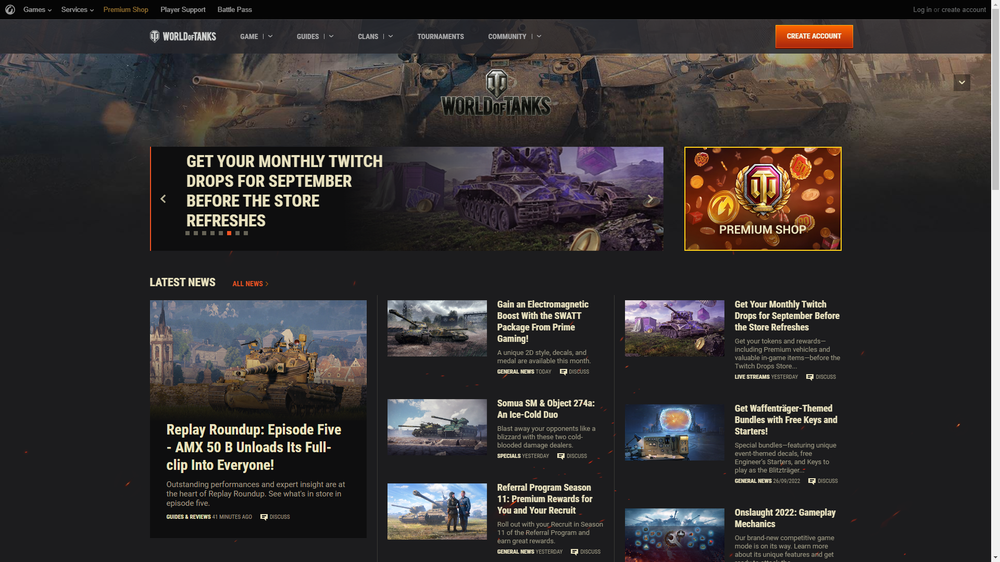 Games Services Premium Shop Player Support Battle Pass Log in or create account
WORLD OF TANKS GAME GUIDES CLANS TOURNAMENTS COMMUNITY CREATE ACCOUNT
WORLD OF TANKS
GET YOUR MONTHLY TWITCH
DROPS FOR SEPTEMBER
BEFORE THE STORE
REFRESHES
PREMIUM SHOP
LATEST NEWS ALL NEWS
Replay Roundup: Episode Five
- AMX 50 B Unloads Its Full-
clip Into Everyone!
Outstanding performances and expert insight are at
the heart of Replay Roundup. See what's in store in
episode five.
GUIDES & REVIEWS 41 MINUTES AGO DISCUSS
Gain an Electromagnetic
Boost With the SWATT
Package From Prime
Gaming!
A unique 2D style, decals, and
medal are available this month.
GENERAL NEWS TODAY DISCUSS
Somua SM & Object 274a:
An Ice-Cold Duo
Blast away your opponents like a
blizzard with these two cold-
blooded damage dealers.
SPECIALS YESTERDAY DISCUSS
Referral Program Season
11: Premium Rewards for
You and Your Recruit
Roll out with your Recruit in Season
11 of the Referral Program and
earn great rewards.
GENERAL NEWS YESTERDAY DISCUSS
Get Your Monthly Twitch
Drops for September Before
the Store Refreshes
Get your tokens and rewards—
including Premium vehicles and
valuable in-game items—before the
Twitch Drops Store...
LIVE STREAMS YESTERDAY DISCUSS
Get Waffenträger-Themed
Bundles with Free Keys and
Starters!
Special bundles—featuring unique
event-themed decals, free
Engineer's Starters, and Keys to
play as the Blitzträger...
GENERAL NEWS 26/09/2022 DISCUSS
Onslaught 2022: Gameplay
Mechanics
Our brand-new competitive game
mode is on its way. Learn more
about its unique features and get